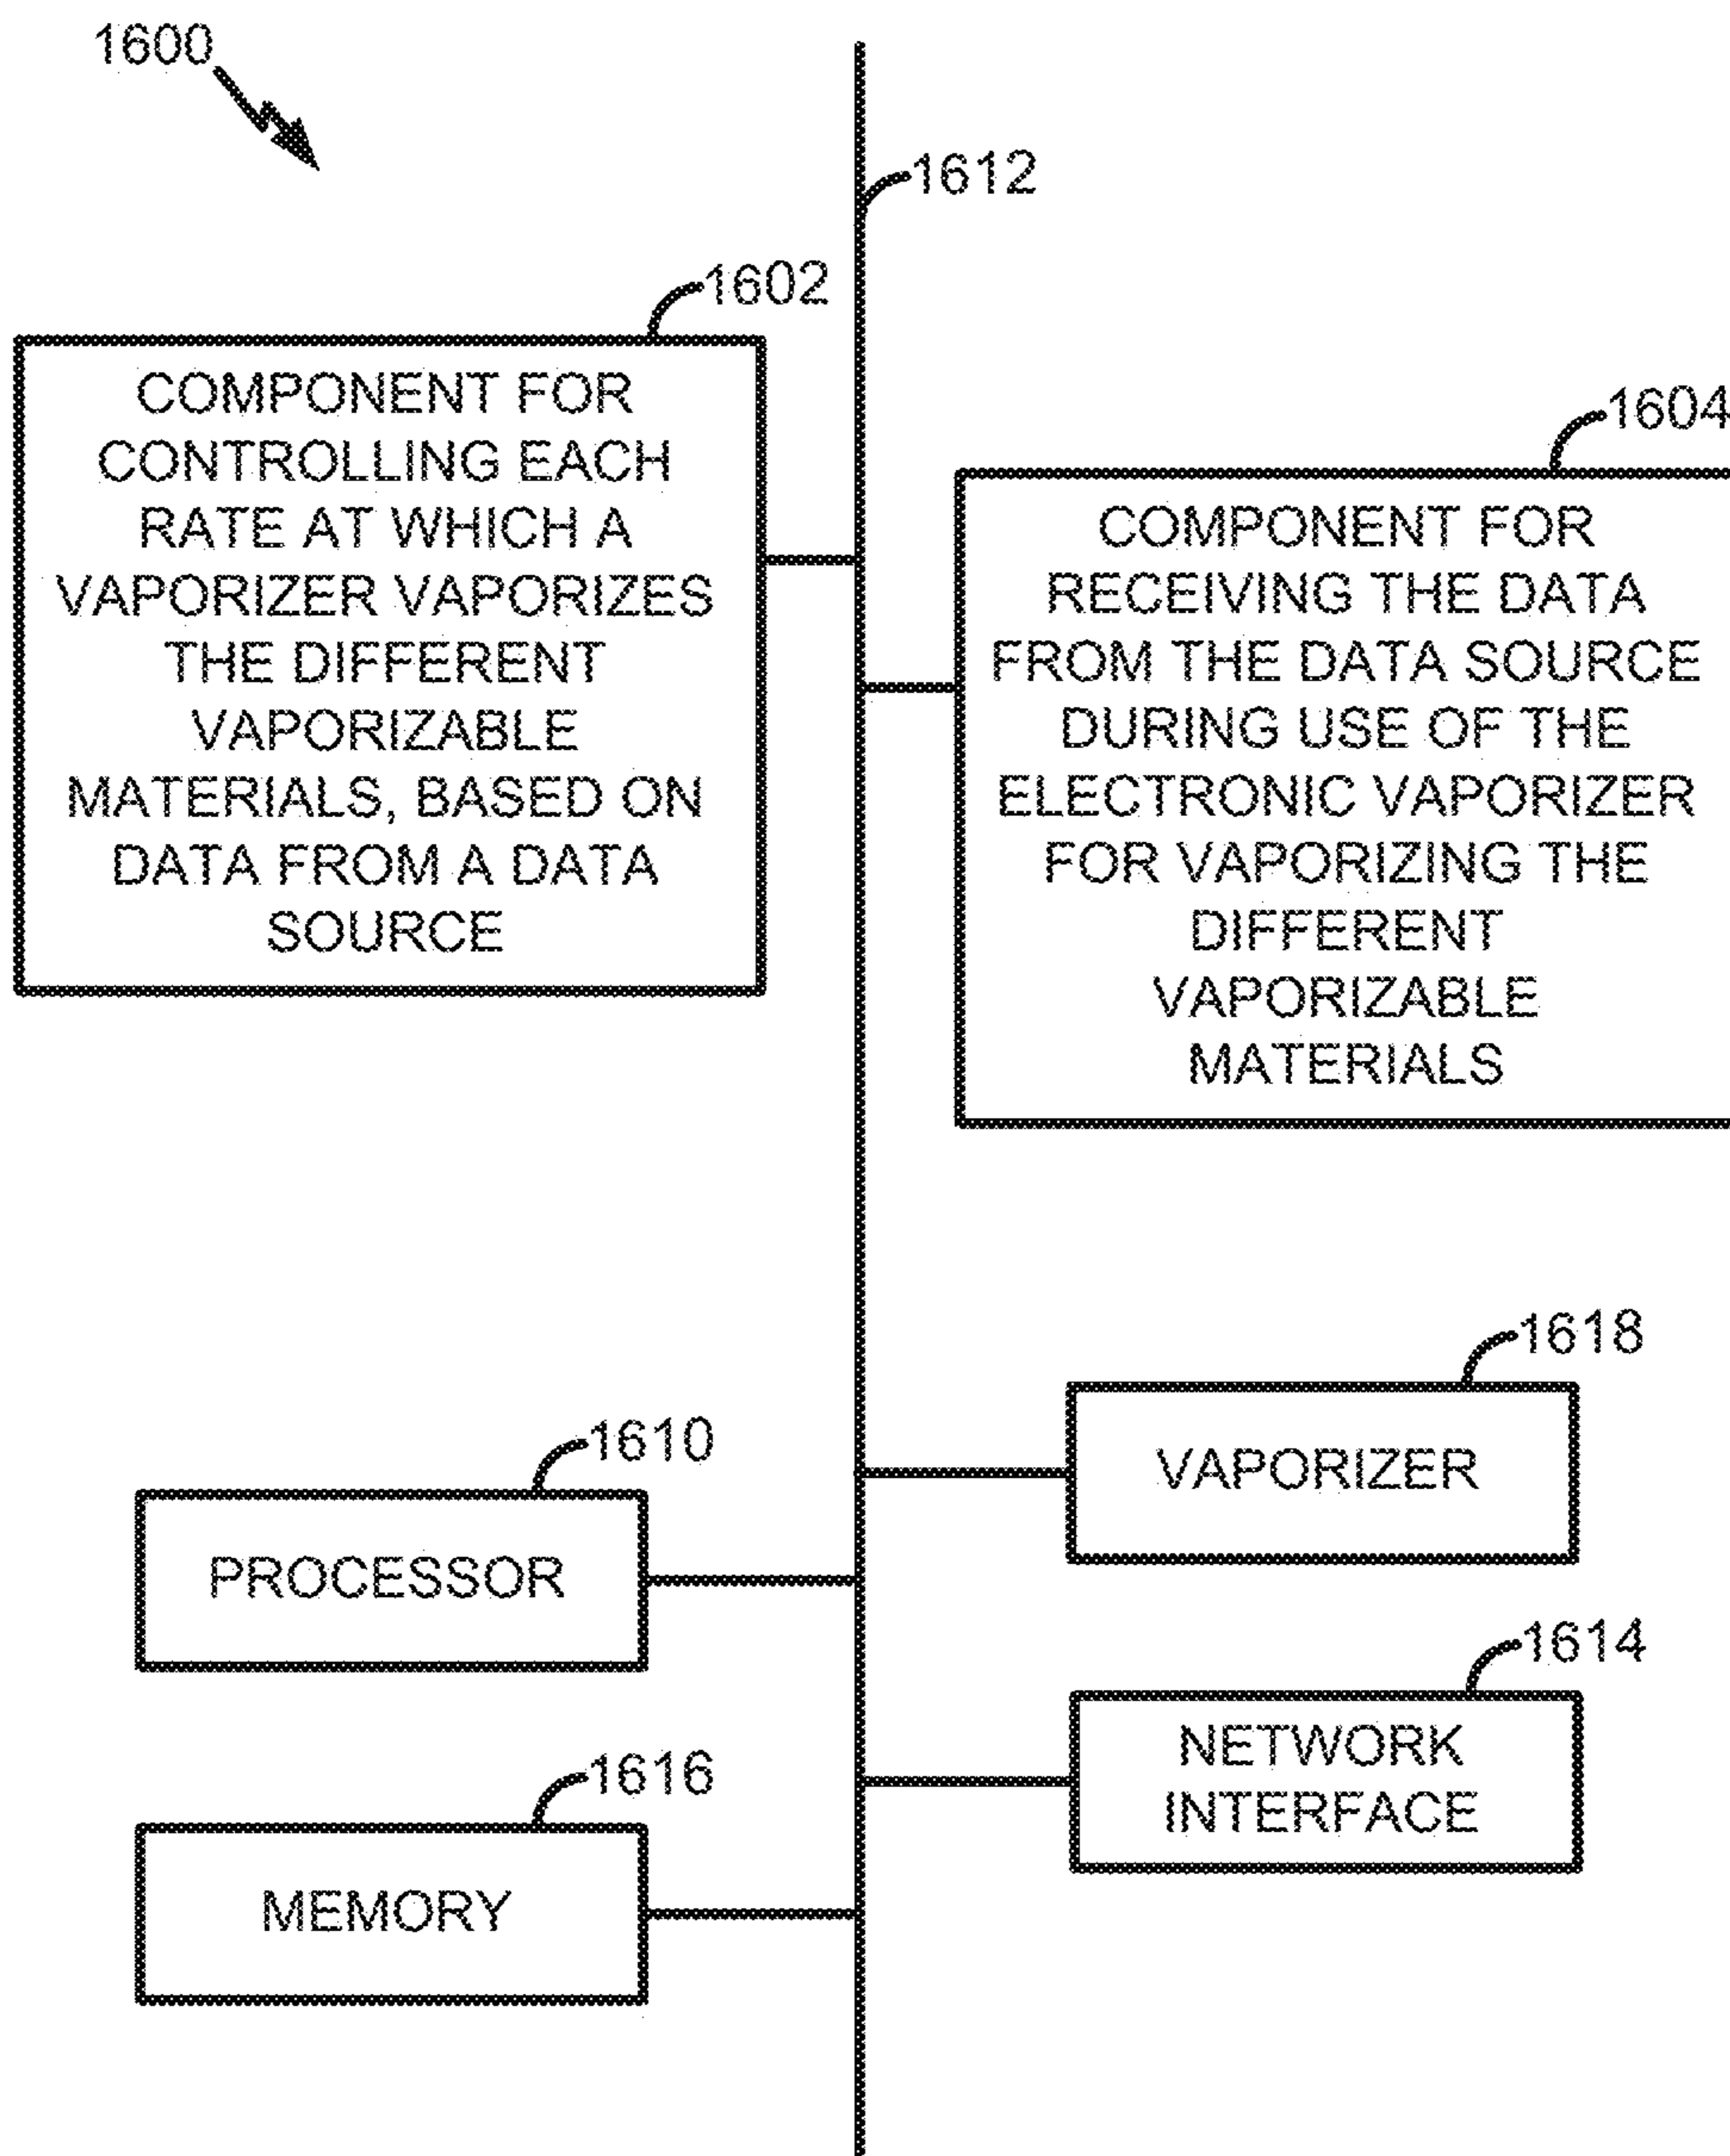 1600
1612
1602
COMPONENT FOR
CONTROLLING EACH
RATE AT WHICH A
VAPORIZER VAPORIZES
THE DIFFERENT
VAPORIZABLE
MATERIALS, BASED ON
DATA FROM A DATA
SOURCE
1604
COMPONENT FOR
RECEIVING THE DATA
FROM THE DATA SOURCE
DURING USE OF THE
ELECTRONIC VAPORIZER
FOR VAPORIZING THE
DIFFERENT
VAPORIZABLE
MATERIALS
1618
VAPORIZER
1610
PROCESSOR
1614
NETWORK
INTERFACE
1616
MEMORY